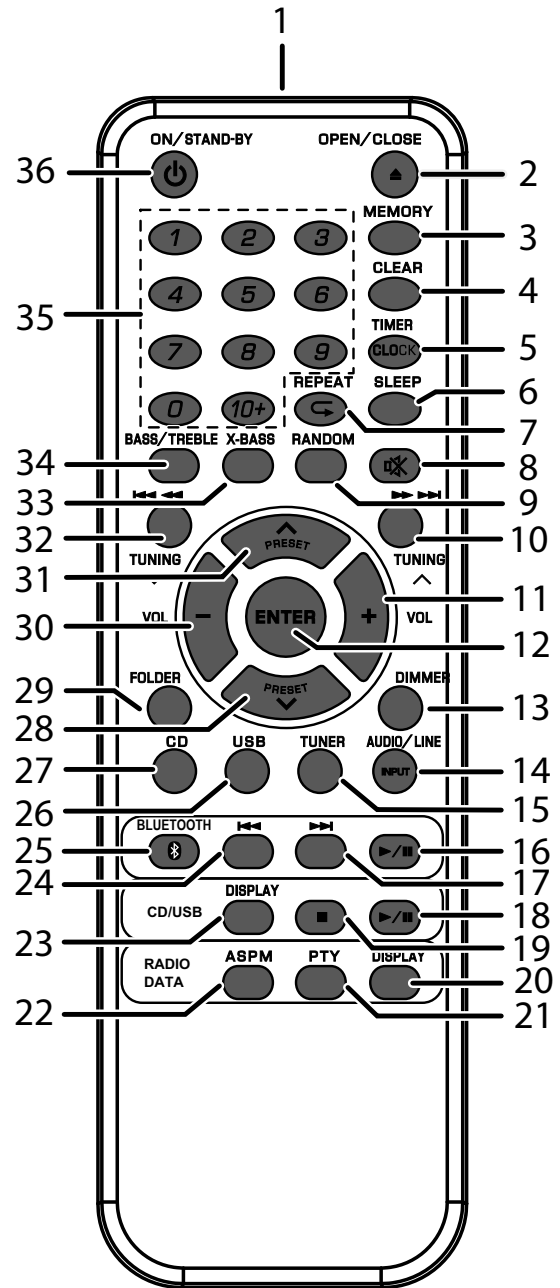 1
ON/STAND-BY OPEN/CLOSE
36 2
MEMORY
1 2 3 3
CLEAR
4 5 6 4
35 TIMER
7 8 9 CLOCK 5
REPEAT SLEEP 6
0 10+ 7
BASS/TREBLE X-BASS RANDOM
34 8
33 9
32 10
TUNING TUNING
31 PRESET 11
30 VOL − ENTER + VOL
12
FOLDER DIMMER
29 13
28 PRESET
CD USB TUNER AUDIO/LINE
27 INPUT 14
26 15
BLUETOOTH
25 16
24 17
DISPLAY
CD/USB 18
23 19
RADIO DATA ASPM PTY DISPLAY
20
22 21